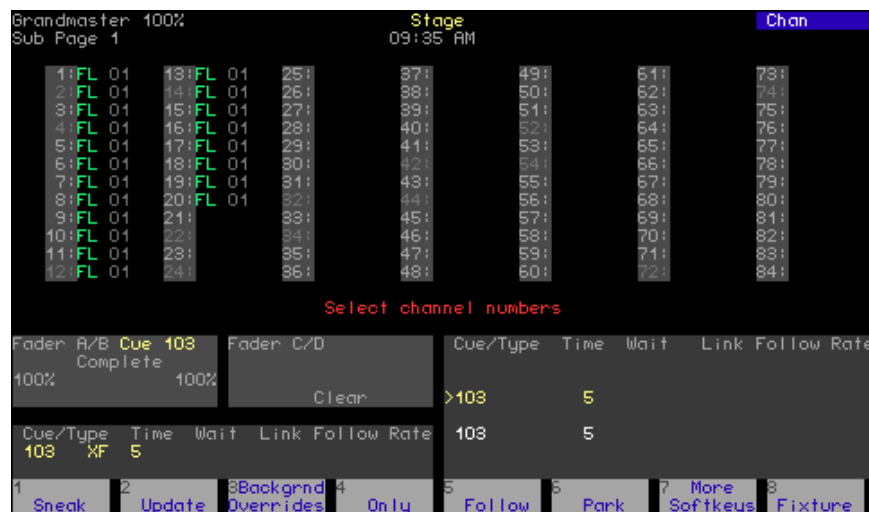 Grandmaster 100% Stage Chan
Sub Page 1 09:35 AM
1:FL 01 13:FL 01 25: 37: 49: 61: 73:
2:FL 01 14:FL 01 26: 38: 50: 62: 74:
3:FL 01 15:FL 01 27: 39: 51: 63: 75:
4:FL 01 16:FL 01 28: 40: 52: 64: 76:
5:FL 01 17:FL 01 29: 41: 53: 65: 77:
6:FL 01 18:FL 01 30: 42: 54: 66: 78:
7:FL 01 19:FL 01 31: 43: 55: 67: 79:
8:FL 01 20:FL 01 32: 44: 56: 68: 80:
9:FL 01 21: 33: 45: 57: 69: 81:
10:FL 01 22: 34: 46: 58: 70: 82:
11:FL 01 23: 35: 47: 59: 71: 83:
12:FL 01 24: 36: 48: 60: 72: 84:
Select channel numbers
Fader A/B Cue 103 Fader C/D Cue/Type Time Wait Link Follow Rate
Complete
100% 100%
Clear >103 5
Cue/Type Time Wait Link Follow Rate 103 5
103 XF 5
1 2 3Backgrnd 4 5 6 7 More 8
Sneak Update Overrides Only Follow Park Softkeys Fixture